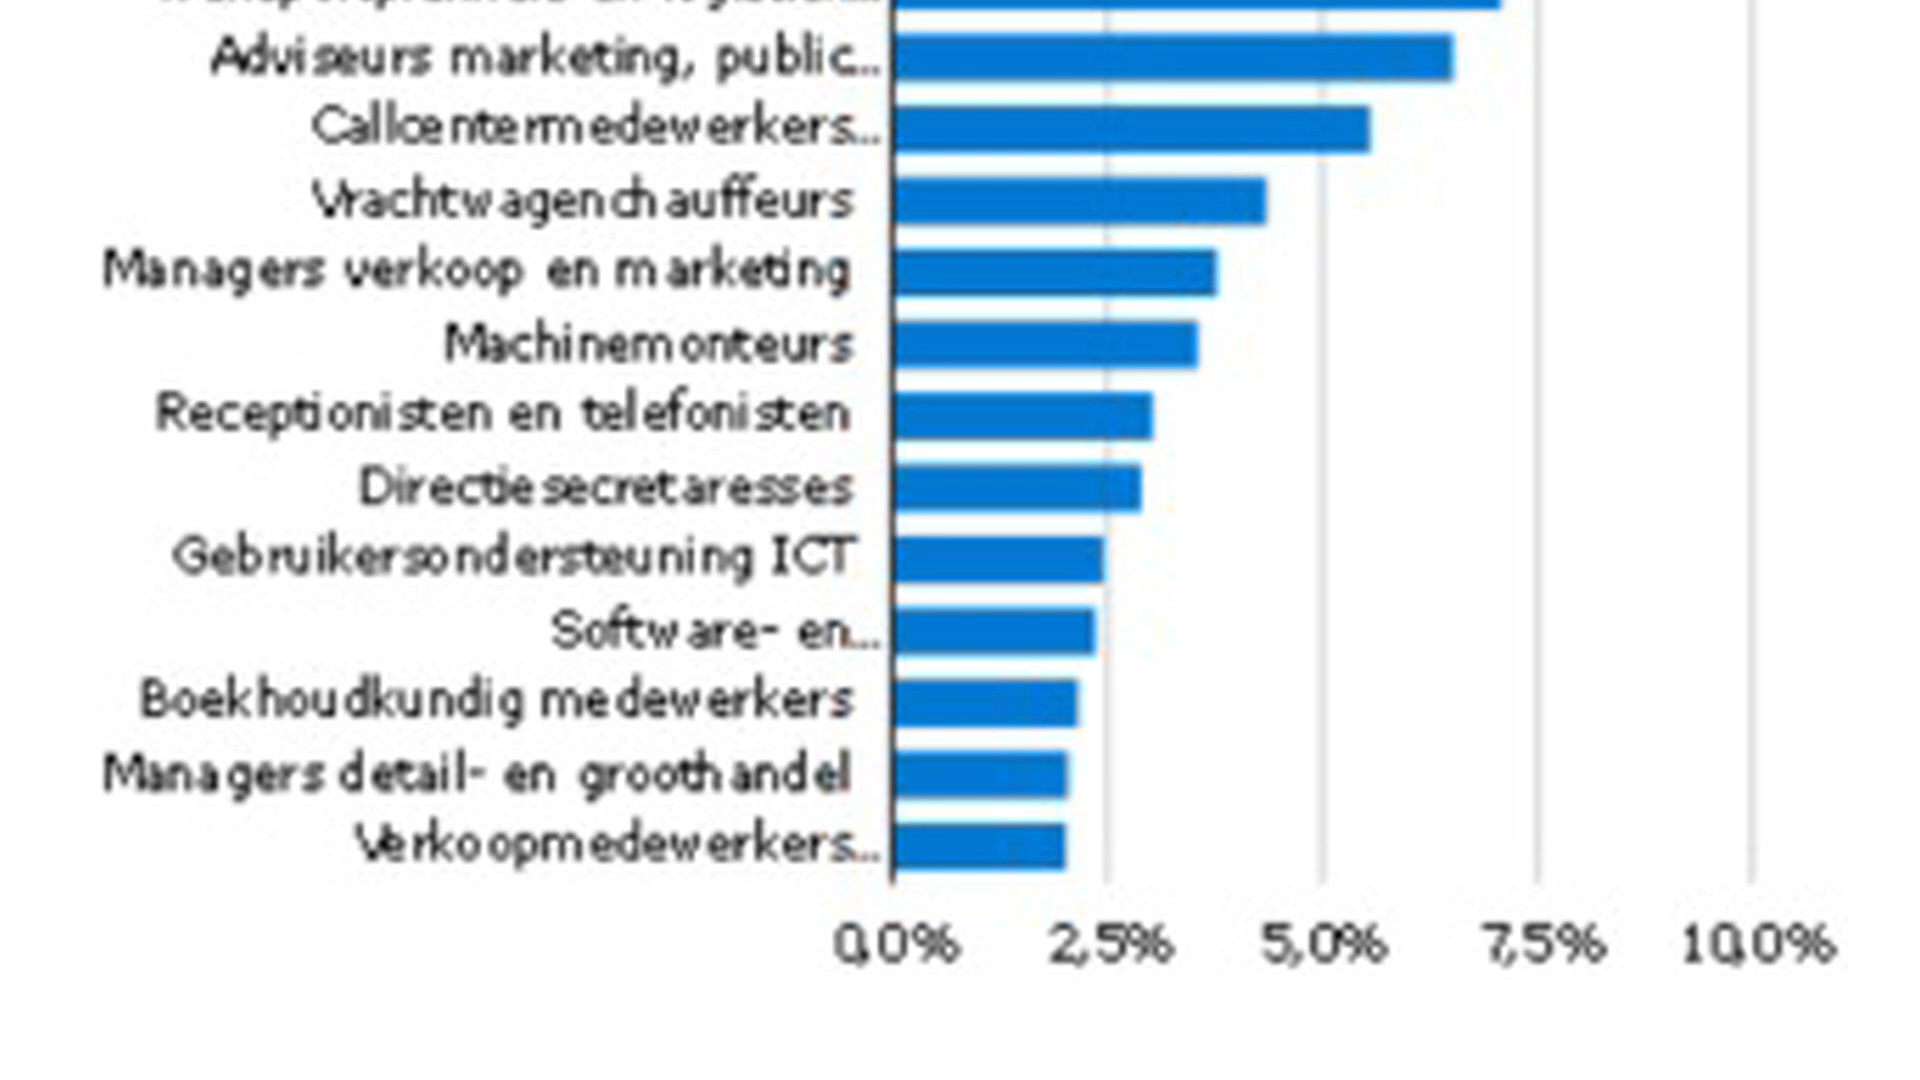 Adviseurs marketing, public...
Callcentermedewerkers...
Vrachtwagenchauffeurs
Managers verkoop en marketing
Machinemonteurs
Receptionisten en telefonisten
Directiesecretaresses
Gebruikersondersteuning ICT
Software- en...
Boekhoudkundig medewerkers
Managers detail- en groothandel
Verkoopmedewerkers...
0,0% 2,5% 5,0% 7,5% 10,0%